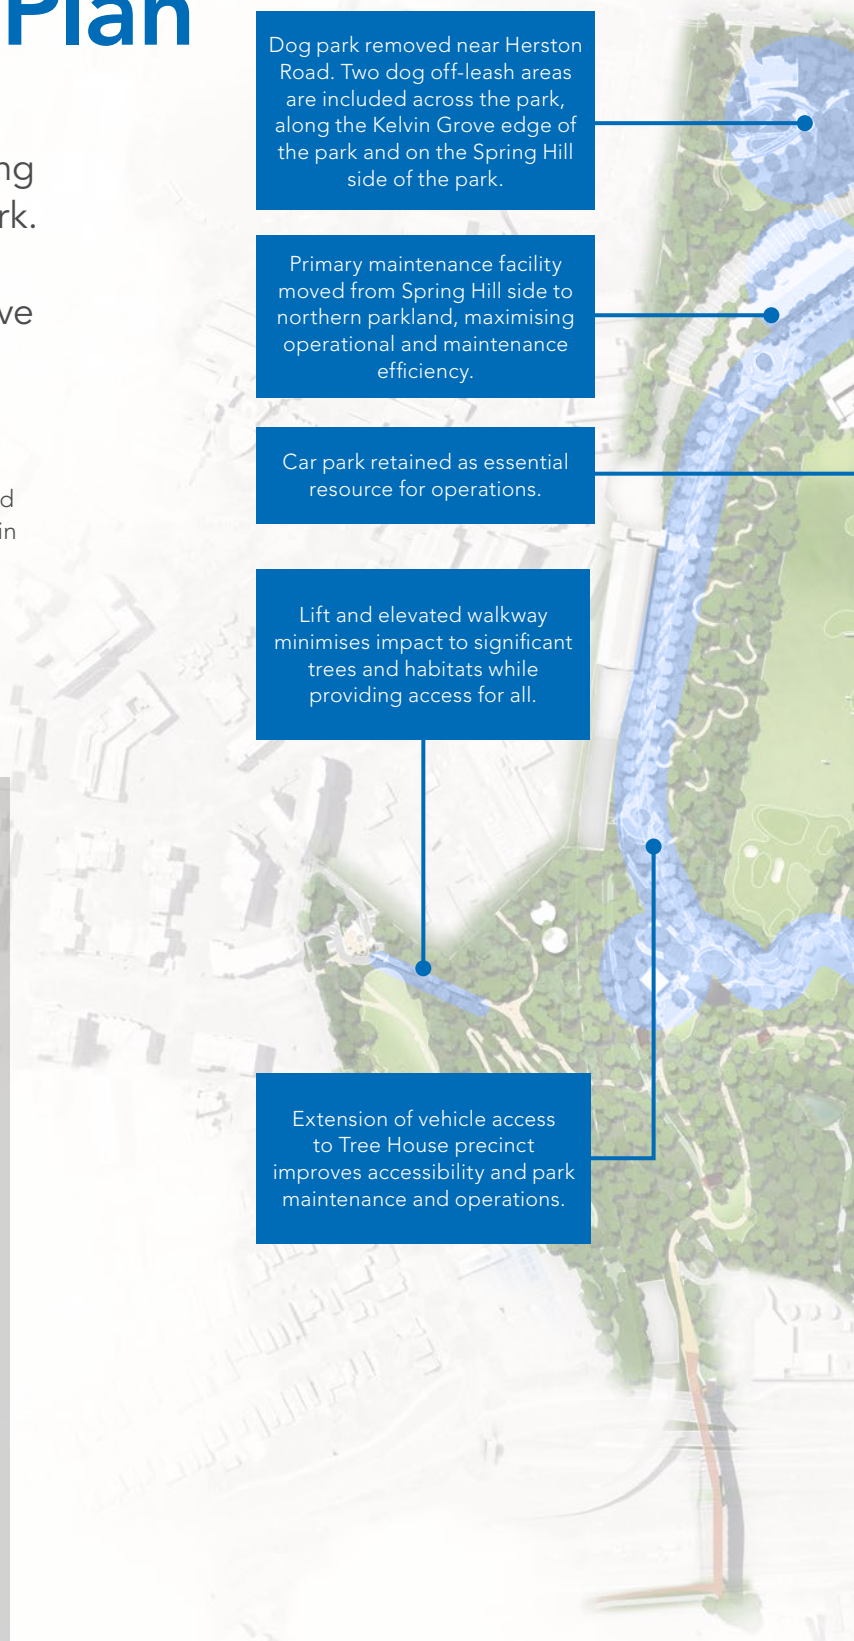 Plan
ng
rk.
ve
d
in
Dog park removed near Herston
Road. Two dog off-leash areas
are included across the park,
along the Kelvin Grove edge of
the park and on the Spring Hill
side of the park.
Primary maintenance facility
moved from Spring Hill side to
northern parkland, maximising
operational and maintenance
efficiency.
Car park retained as essential
resource for operations.
Lift and elevated walkway
minimises impact to significant
trees and habitats while
providing access for all.
Extension of vehicle access
to Tree House precinct
improves accessibility and park
maintenance and operations.